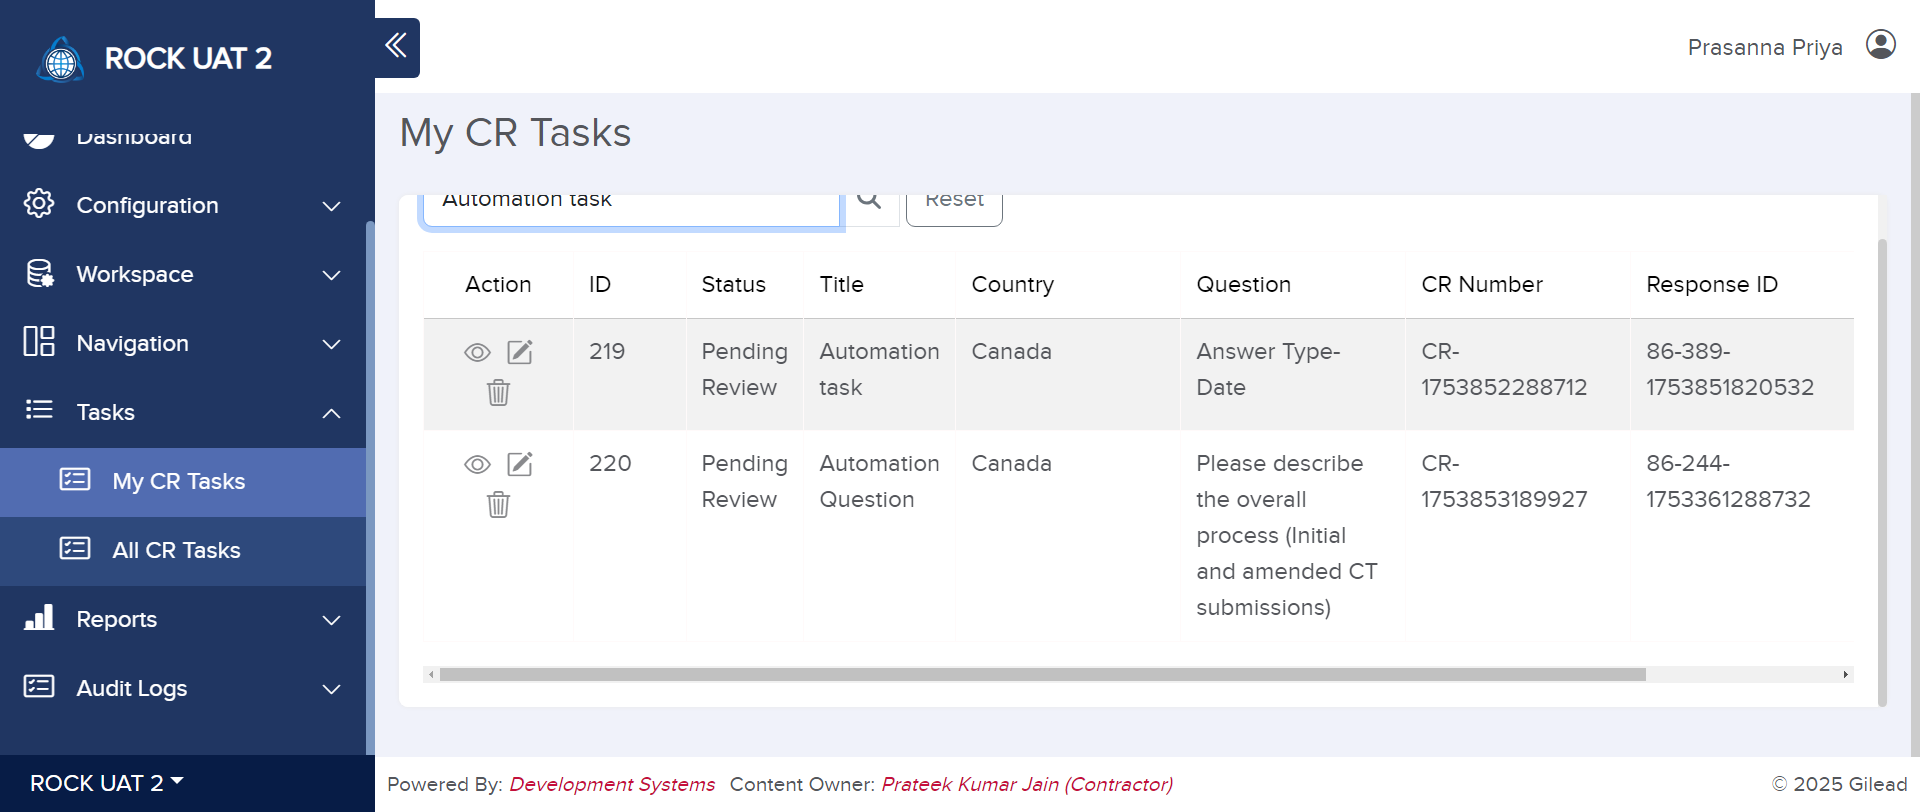 ROCK UAT 2
Prasanna Priya
Dashboard
Configuration
Workspace
Navigation
Tasks
My CR Tasks
All CR Tasks
Reports
Audit Logs
ROCK UAT 2
My CR Tasks
Automation task
Reset
Action ID Status Title Country Question CR Number Response ID
219 Pending Automation Canada Answer Type- CR- 86-389-
Review task Date 1753852288712 1753851820532
220 Pending Automation Canada Please describe CR- 86-244-
Review Question the overall 1753853189927 1753361288732
process (Initial
and amended CT
submissions)
Powered By: Development Systems Content Owner: Prateek Kumar Jain (Contractor)
© 2025 Gilead